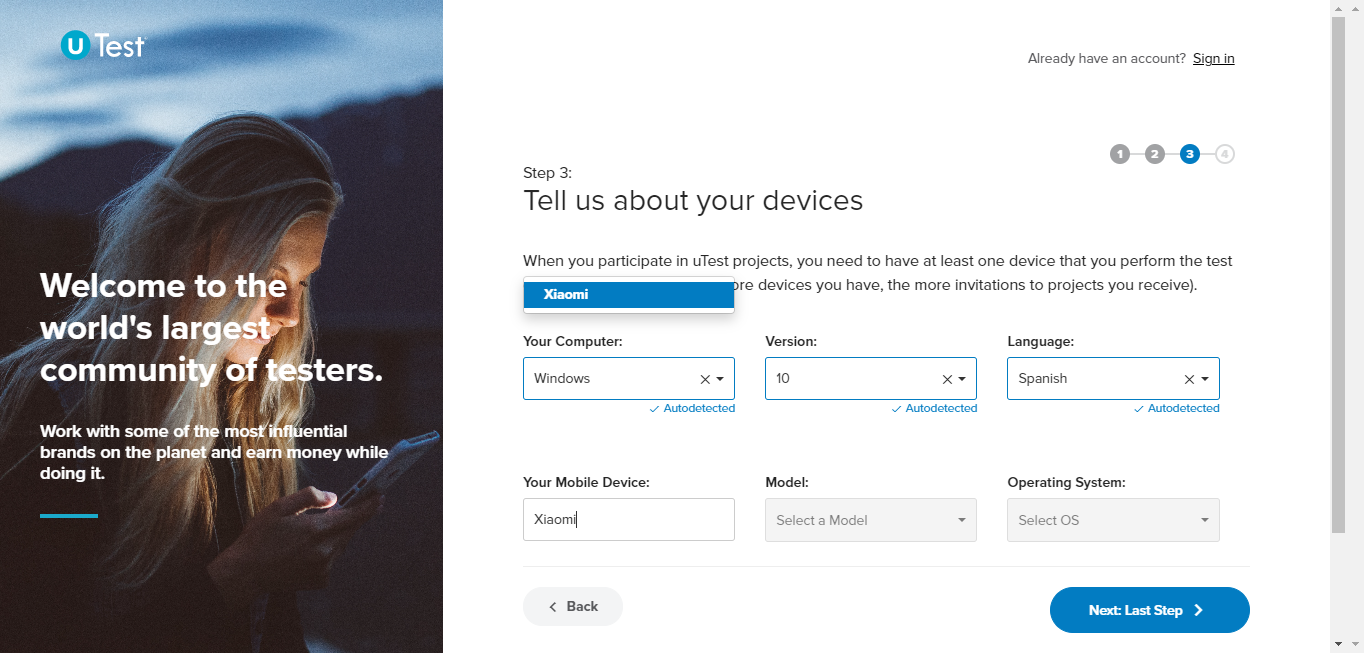 U Test
Already have an account? Sign in
1 2 3 4
Step 3:
Tell us about your devices
When you participate in uTest projects, you need to have at least one device that you perform the test
ore devices you have, the more invitations to projects you receive).
Xiaomi
Your Computer:
Version:
Language:
Windows
10
Spanish
Autodetected
Autodetected
Autodetected
Your Mobile Device:
Model:
Operating System:
Xiaomi
Select a Model
Select OS
Back
Next: Last Step
Welcome to the
world's largest
community of testers.
Work with some of the most influential
brands on the planet and earn money while
doing it.